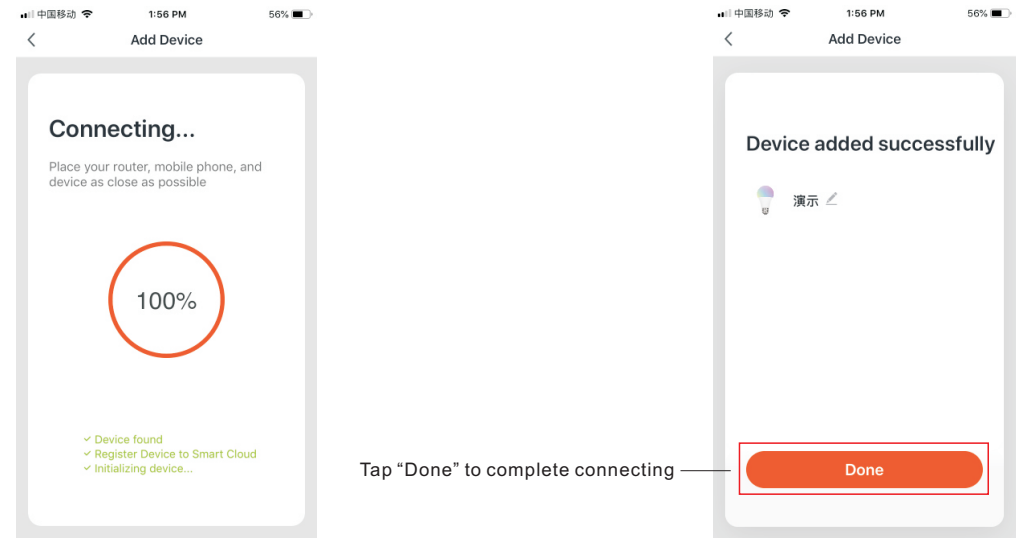 中国移动 1:56 PM 56%
Add Device
Connecting...
Place your router, mobile phone, and
device as close as possible
100%
✓ Device found
✓ Register Device to Smart Cloud
✓ Initializing device...
Tap “Done” to complete connecting
中国移动 1:56 PM 56%
Add Device
Device added successfully
演示
Done